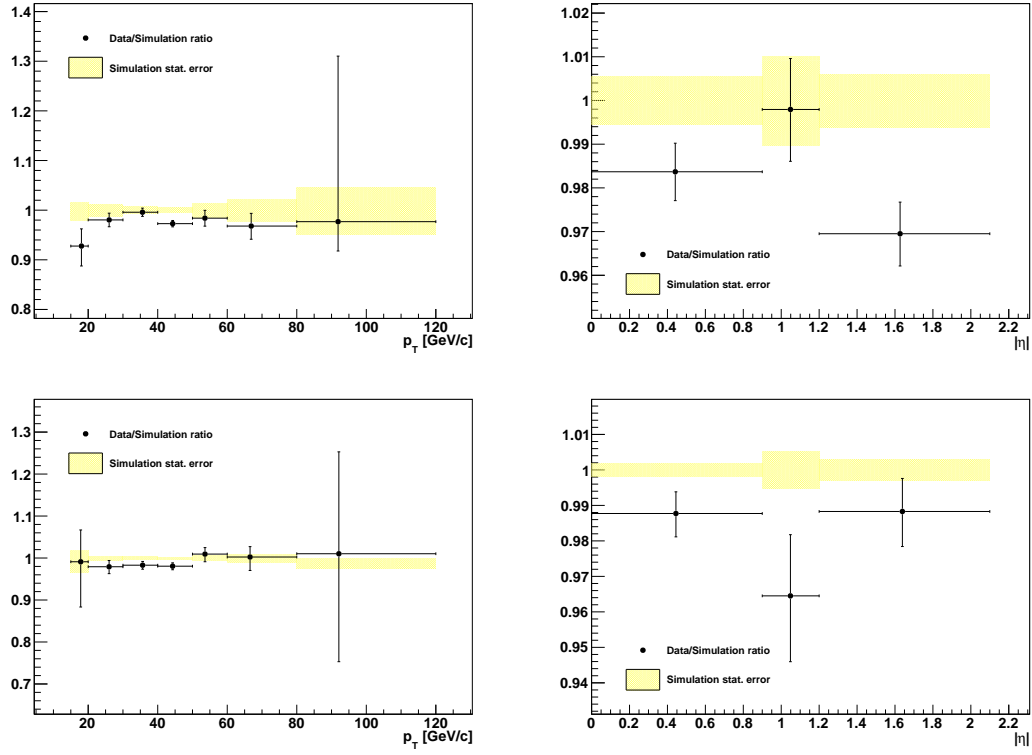 1.4
1.3
1.2
1.1
1
0.9
0.8
Data/Simulation ratio
Simulation stat. error
20 40 60 80 100 120
p_T [GeV/c]
1.02
1.01
1
0.99
0.98
0.97
0.96
Data/Simulation ratio
Simulation stat. error
0 0.2 0.4 0.6 0.8 1 1.2 1.4 1.6 1.8 2 2.2
|η|
1.3
1.2
1.1
1
0.9
0.8
0.7
Data/Simulation ratio
Simulation stat. error
20 40 60 80 100 120
p_T [GeV/c]
1.01
1
0.99
0.98
0.97
0.96
0.95
0.94
Data/Simulation ratio
Simulation stat. error
0 0.2 0.4 0.6 0.8 1 1.2 1.4 1.6 1.8 2 2.2
|η|